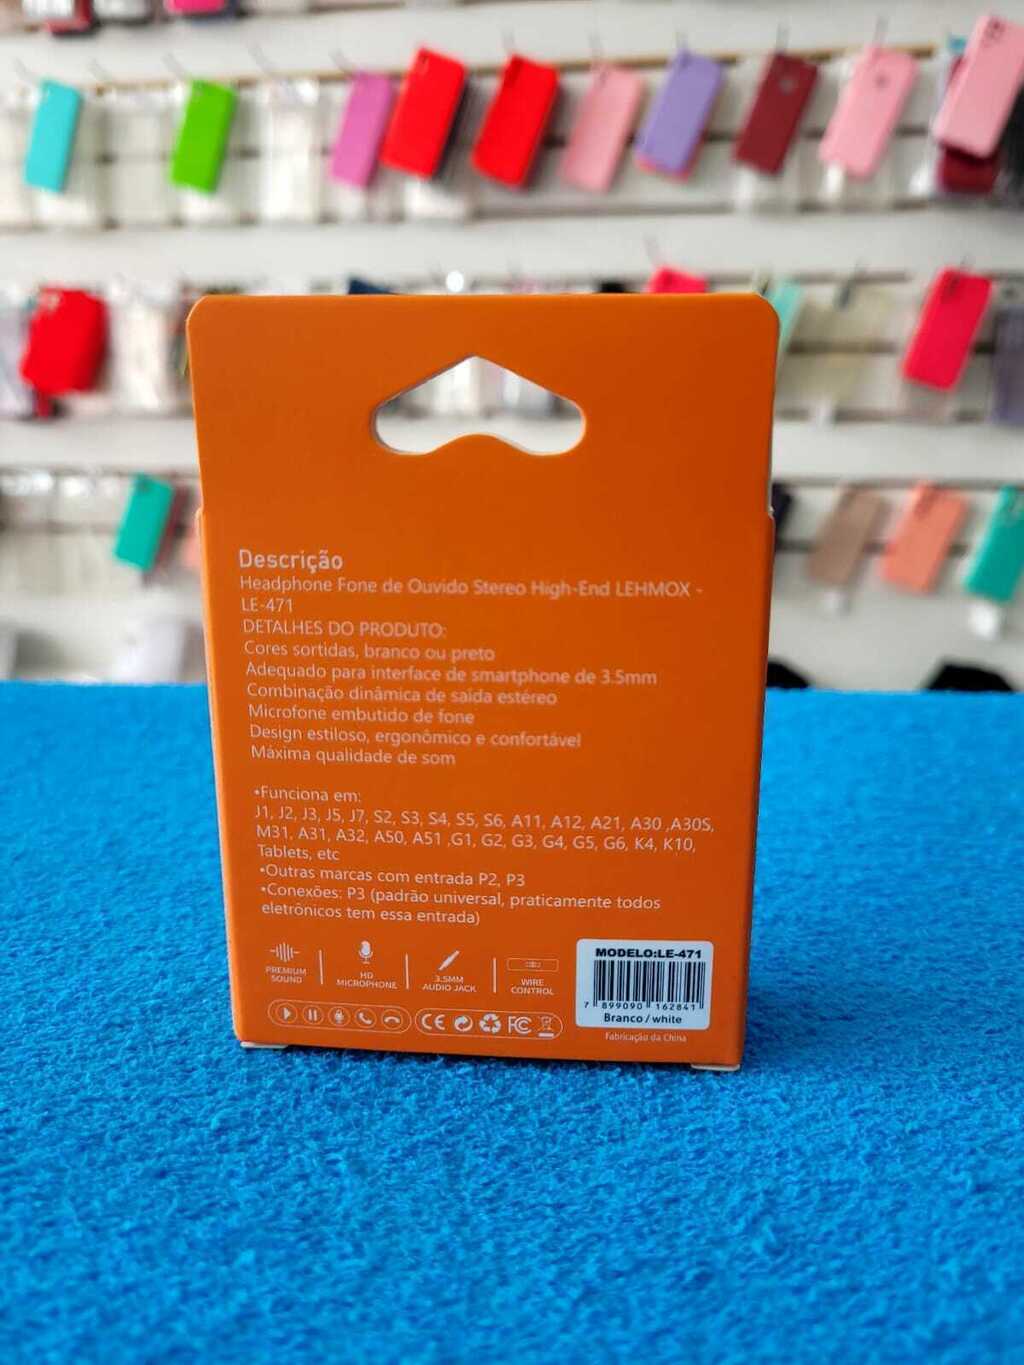 Descrição
Headphone Fone de Ouvido Stereo High-End LEHMOX -
LE-471
DETALHES DO PRODUTO:
Cores sortidas, branco ou preto
Adequado para interface de smartphone de 3.5mm
Combinação dinâmica de saída estéreo
Microfone embutido de fone
Design estiloso, ergonômico e confortável
Máxima qualidade de som
•Funciona em:
J1, J2, J3, J5, J7, S2, S3, S4, S5, S6, A11, A12, A21, A30 ,A30S,
M31, A31, A32, A50, A51 ,G1, G2, G3, G4, G5, G6, K4, K10,
Tablets, etc
•Outras marcas com entrada P2, P3
•Conexões: P3 (padrão universal, praticamente todos
eletrônicos tem essa entrada)
PREMIUM
SOUND
HD
MICROPHONE
3.5MM
AUDIO JACK
WIRE
CONTROL
CE FC
MODELO:LE-471
7 899090 162841
Branco / white
Fabricação da China